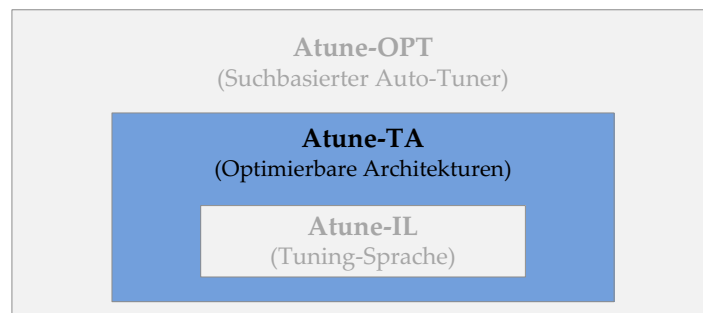 Atune-OPT
(Suchbasierter Auto-Tuner)
Atune-TA
(Optimierbare Architekturen)
Atune-IL
(Tuning-Sprache)